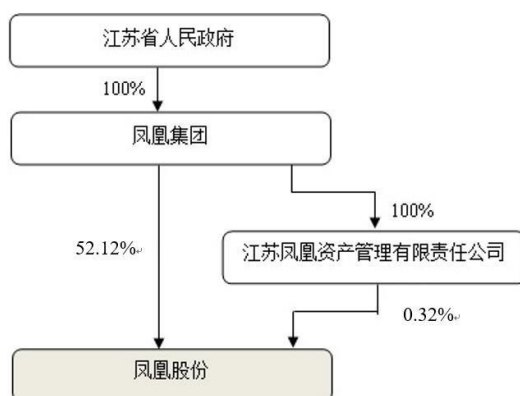 江苏省人民政府
100%
凤凰集团
100%
52.12%
江苏凤凰资产管理有限责任公司
0.32%
凤凰股份